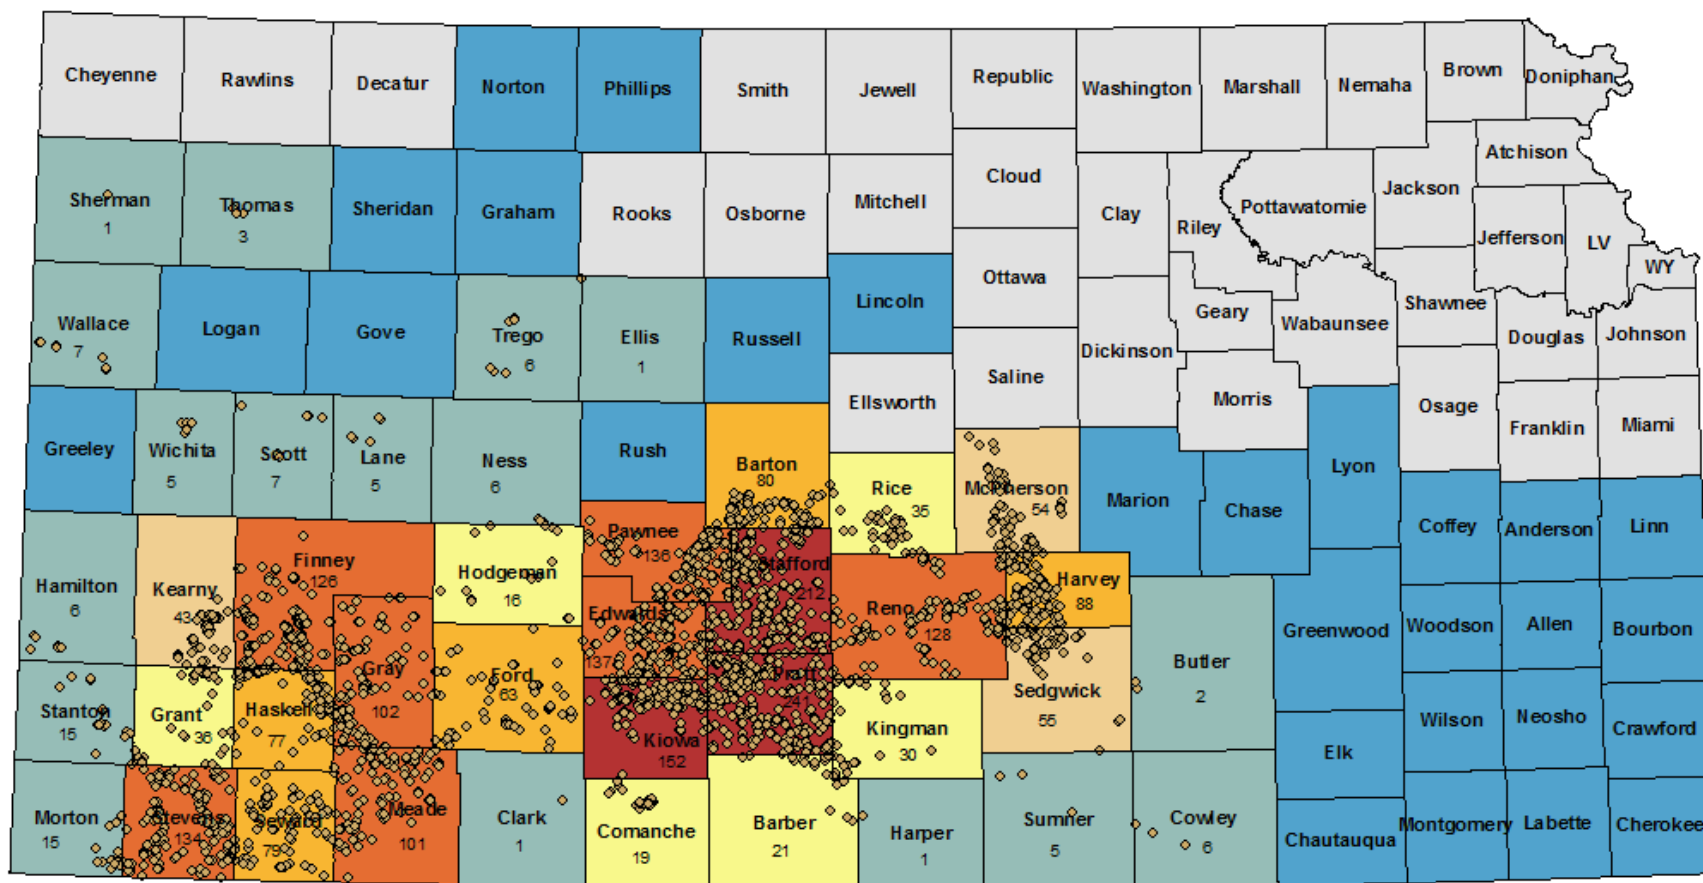 Cheyenne
Rawlins
Decatur
Norton
Phillips
Smith
Jewell
Republic
Washington
Marshall
Nemaha
Brown
Doniphan
Sherman
1
Thomas
3
Sheridan
Graham
Rooks
Osborne
Mitchell
Cloud
Clay
Riley
Pottawatomie
Jackson
Atchison
Jefferson
LV
WY
Wallace
7
Logan
Gove
Trego
6
Ellis
1
Russell
Lincoln
Ottawa
Saline
Dickinson
Geary
Wabaunsee
Shawnee
Douglas
Johnson
Greeley
Wichita
5
Scott
7
Lane
5
Ness
6
Rush
Barton
80
Ellsworth
Rice
35
McPherson
54
Marion
Morris
Chase
Lyon
Osage
Franklin
Miami
Hamilton
6
Kearny
43
Finney
126
Hodgeman
16
Pawnee
136
Stafford
212
Edwards
137
Reno
128
Harvey
88
Butler
2
Greenwood
Coffey
Anderson
Linn
Woodson
Allen
Bourbon
Stanton
15
Grant
36
Haskell
77
Gray
102
Ford
63
Kiowa
152
Pratt
241
Kingman
30
Sedgwick
55
Elk
Wilson
Neosho
Crawford
Morton
15
Stevens
134
Seward
79
Meade
101
Clark
1
Comanche
19
Barber
21
Harper
1
Sumner
5
Cowley
6
Chautauqua
Montgomery
Labette
Cherokee